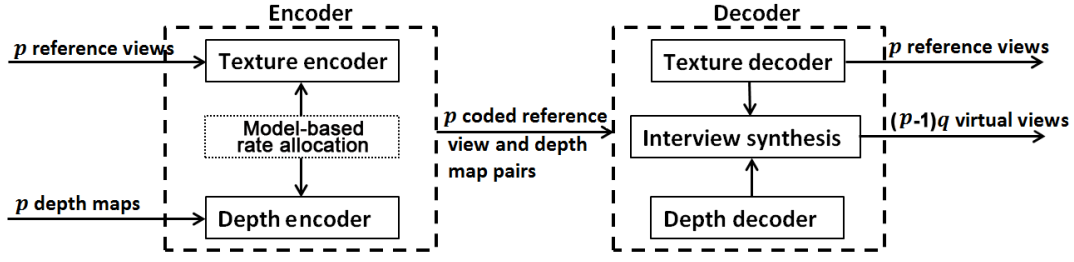 Encoder
Decoder
p reference views
Texture encoder
Model-based
rate allocation
p depth maps
Depth encoder
p coded reference
view and depth
map pairs
Texture decoder
Interview synthesis
Depth decoder
p reference views
(p-1)q virtual views